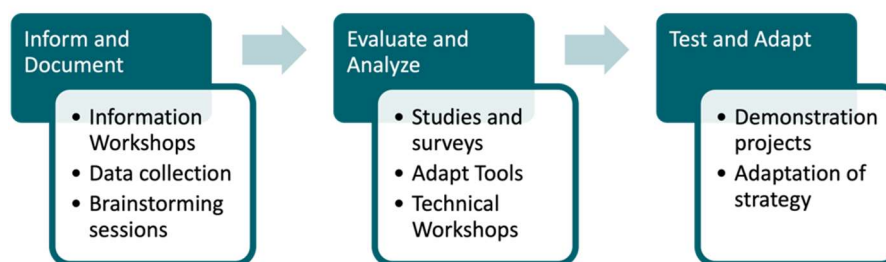 Inform and
Document
• Information
Workshops
• Data collection
• Brainstorming
sessions
Evaluate and
Analyze
• Studies and
surveys
• Adapt Tools
• Technical
Workshops
Test and Adapt
• Demonstration
projects
• Adaptation of
strategy